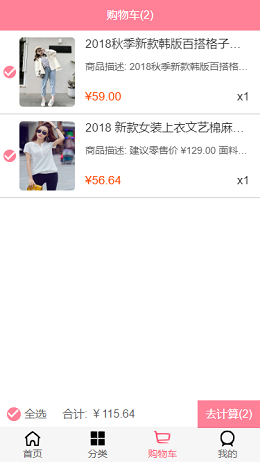 购物车(2)
2018秋季新款韩版百搭格子...
商品描述: 2018秋季新款韩版百搭格...
¥59.00 x1
2018 新款女装上衣文艺棉麻...
商品描述: 建议零售价 ¥129.00 面料...
¥56.64 x1
全选 合计: ￥115.64 去计算(2)
首页 分类 购物车 我的